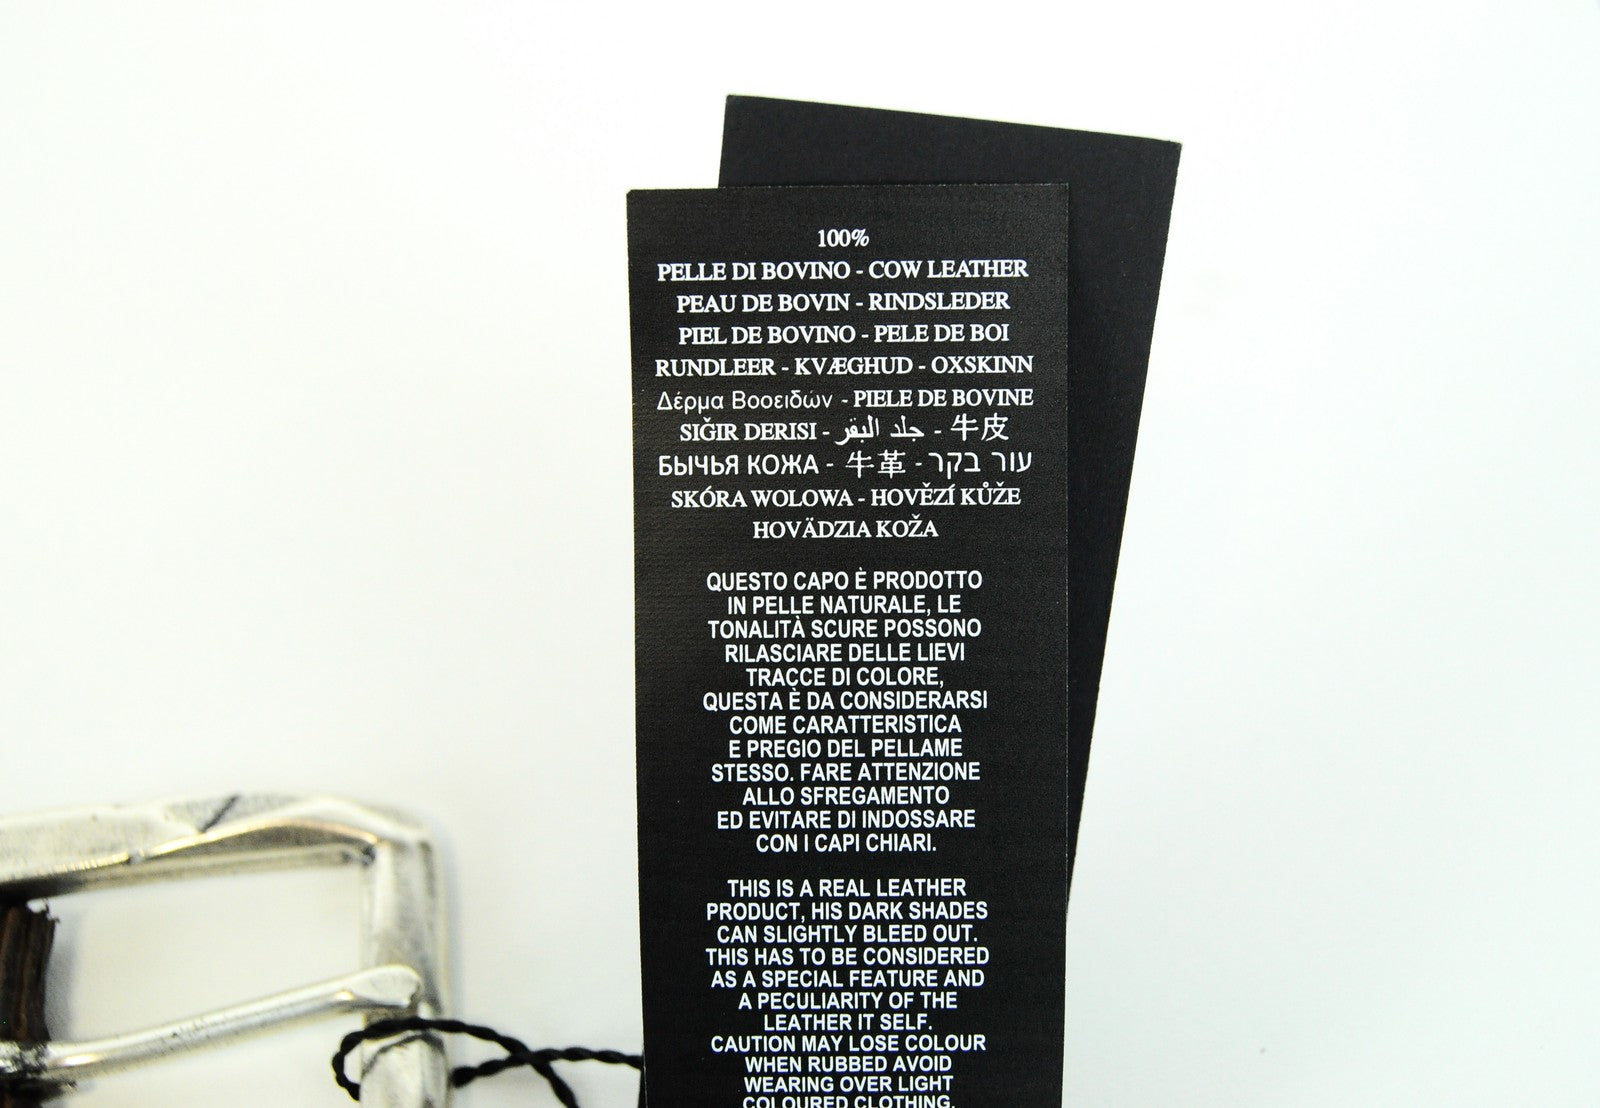 100%
PELLE DI BOVINO - COW LEATHER
PEAU DE BOVIN - RINDSLEDER
PIEL DE BOVINO - PELE DE BOI
RUNDLEER - KVÆGHUD - OXSKINN
Δέρμα Βοοειδών - PIELE DE BOVINE
SIĞIR DERISI - جلد البقر - 牛皮
БЫЧЬЯ КОЖА - 牛革 - עור בקר
SKÓRA WOLOWA - HOVĚZÍ KŮŽE
HOVÄDZIA KOŽA
QUESTO CAPO È PRODOTTO
IN PELLE NATURALE, LE
TONALITÀ SCURE POSSONO
RILASCIARE DELLE LIEVI
TRACCE DI COLORE,
QUESTA È DA CONSIDERARSI
COME CARATTERISTICA
E PREGIO DEL PELLAME
STESSO. FARE ATTENZIONE
ALLO SFREGAMENTO
ED EVITARE DI INDOSSARE
CON I CAPI CHIARI.
THIS IS A REAL LEATHER
PRODUCT, HIS DARK SHADES
CAN SLIGHTLY BLEED OUT.
THIS HAS TO BE CONSIDERED
AS A SPECIAL FEATURE AND
A PECULIARITY OF THE
LEATHER IT SELF.
CAUTION MAY LOSE COLOUR
WHEN RUBBED AVOID
WEARING OVER LIGHT
COLOURED CLOTHING.